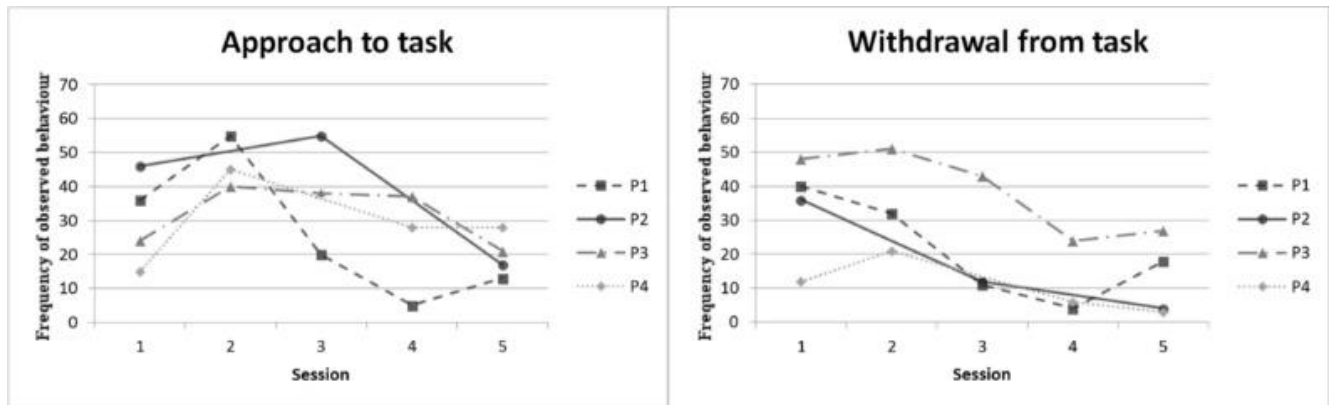 Approach to task
Frequency of observed behaviour
70
60
50
40
30
20
10
0
1 2 3 4 5
Session
P1
P2
P3
P4
Withdrawal from task
Frequency of observed behaviour
70
60
50
40
30
20
10
0
1 2 3 4 5
Session
P1
P2
P3
P4